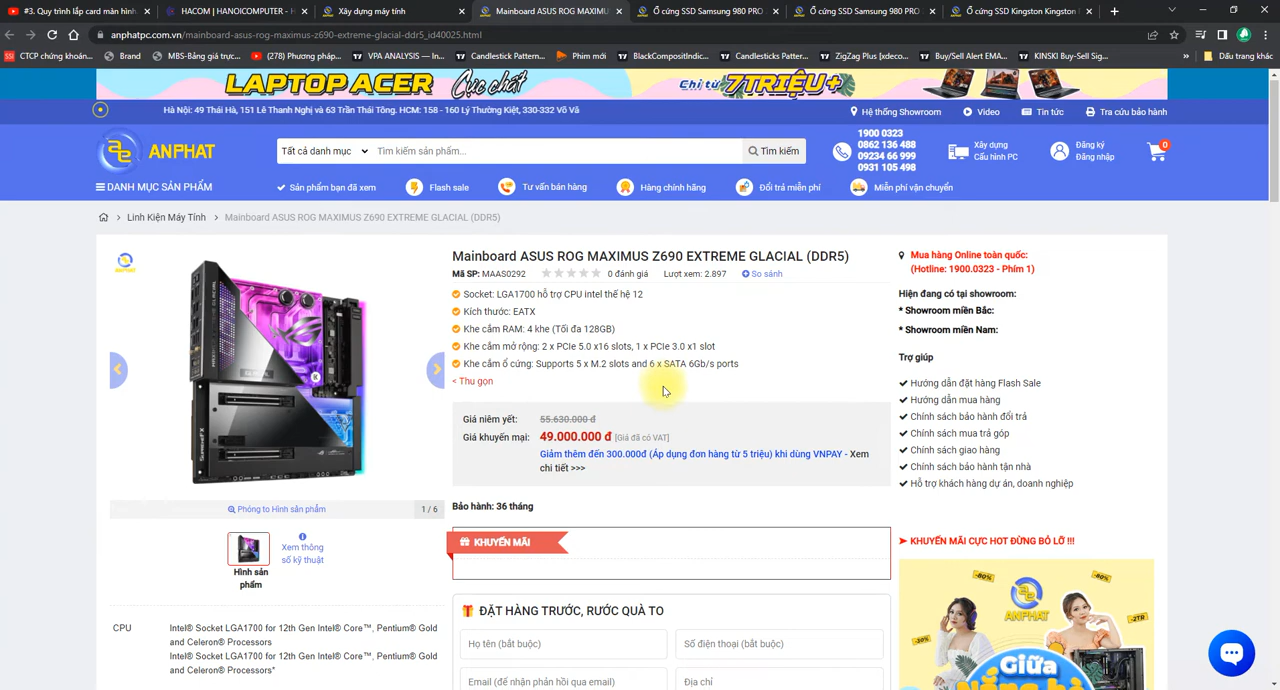 #3. Quy trình lắp card màn hình
HACOM | HANOICOMPUTER - H
Xây dựng máy tính
Mainboard ASUS ROG MAXIMU
Ổ cứng SSD Samsung 980 PRO
Ổ cứng SSD Samsung 980 PRO
Ổ cứng SSD Kingston Kingston
anphatpc.com.vn/mainboard-asus-rog-maximus-z690-extreme-glacial-ddr5_id40025.html
CTCP chứng khoán...
Brand
MBS-Bảng giá trực...
(278) Phương pháp...
VPA ANALYSIS — In...
Candlestick Pattern...
Phim mới
BlackCompositIndic...
Candlesticks Patt...
ZigZag Plus [xdeco...
Buy/Sell Alert EMA...
KINSKI Buy-Sell Sig...
»
Dấu trang khác
LAPTOP ACER Cực chất
Chỉ từ 7TRIỆU+
Hà Nội: 49 Thái Hà, 151 Lê Thanh Nghị và 63 Trần Thái Tông. HCM: 158 - 160 Lý Thường Kiệt, 330-332 Võ Vă
Hệ thống Showroom
Video
Tin tức
Tra cứu bảo hành
ANPHAT
Tất cả danh mục
Tìm kiếm sản phẩm...
Tìm kiếm
1900 0323
0862 136 488
09234 66 999
0931 105 498
Xây dựng
Cấu hình PC
Đăng ký
Đăng nhập
0
DANH MỤC SẢN PHẨM
Sản phẩm bạn đã xem
Flash sale
Tư vấn bán hàng
Hàng chính hãng
Đổi trả miễn phí
Miễn phí vận chuyển
Linh Kiện Máy Tính
Mainboard ASUS ROG MAXIMUS Z690 EXTREME GLACIAL (DDR5)
ANPHAT
Mainboard ASUS ROG MAXIMUS Z690 EXTREME GLACIAL (DDR5)
Mã SP: MAAS0292
0 đánh giá
Lượt xem: 2.897
So sánh
Socket: LGA1700 hỗ trợ CPU intel thế hệ 12
Kích thước: EATX
Khe cắm RAM: 4 khe (Tối đa 128GB)
Khe cắm mở rộng: 2 x PCIe 5.0 x16 slots, 1 x PCIe 3.0 x1 slot
Khe cắm ổ cứng: Supports 5 x M.2 slots and 6 x SATA 6Gb/s ports
< Thu gọn
Giá niêm yết:
55.630.000 đ
Giá khuyến mại:
49.000.000 đ [Giá đã có VAT]
Giảm thêm đến 300.000đ (Áp dụng đơn hàng từ 5 triệu) khi dùng VNPAY - Xem
chi tiết >>>
Bảo hành: 36 tháng
KHUYẾN MÃI
ĐẶT HÀNG TRƯỚC, RƯỚC QUÀ TO
Họ tên (bắt buộc)
Số điện thoại (bắt buộc)
Email (để nhận phản hồi qua email)
Địa chỉ
Phóng to Hình sản phẩm
1 / 6
Xem thông
số kỹ thuật
Hình sản
phẩm
CPU
Intel® Socket LGA1700 for 12th Gen Intel® Core™, Pentium® Gold
and Celeron® Processors
Intel® Socket LGA1700 for 12th Gen Intel® Core™, Pentium® Gold
and Celeron® Processors*
Mua hàng Online toàn quốc:
(Hotline: 1900.0323 - Phím 1)
Hiện đang có tại showroom:
* Showroom miền Bắc:
* Showroom miền Nam:
Trợ giúp
Hướng dẫn đặt hàng Flash Sale
Hướng dẫn mua hàng
Chính sách bảo hành đổi trả
Chính sách mua trả góp
Chính sách giao hàng
Chính sách bảo hành tận nhà
Hỗ trợ khách hàng dự án, doanh nghiệp
KHUYẾN MÃI CỰC HOT ĐỪNG BỎ LỠ !!!
-80%
-80%
-30%
-2TR
ANPHAT
Giữa